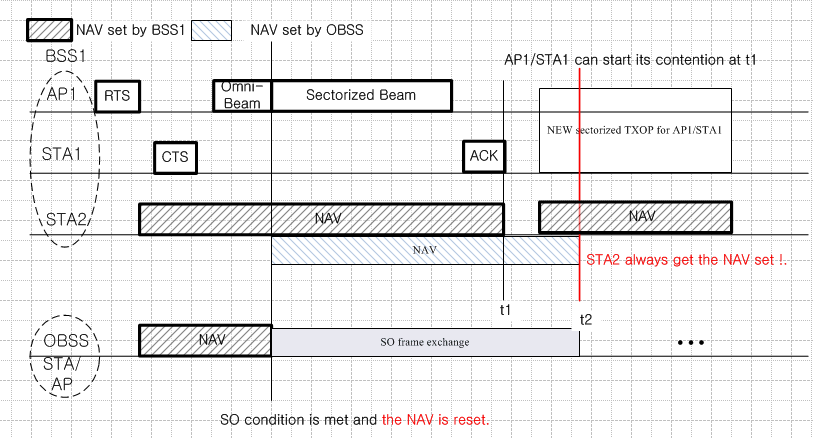 NAV set by BSS1
NAV set by OBSS
BSS1
AP1/STA1 can start its contention at t1
AP1
RTS
Omni-
Beam
Sectorized Beam
NEW sectorized TXOP for AP1/STA1
STA1
CTS
ACK
STA2
NAV
NAV
NAV
STA2 always get the NAV set !.
t1
t2
OBSS
STA/
AP
NAV
SO frame exchange
...
SO condition is met and the NAV is reset.